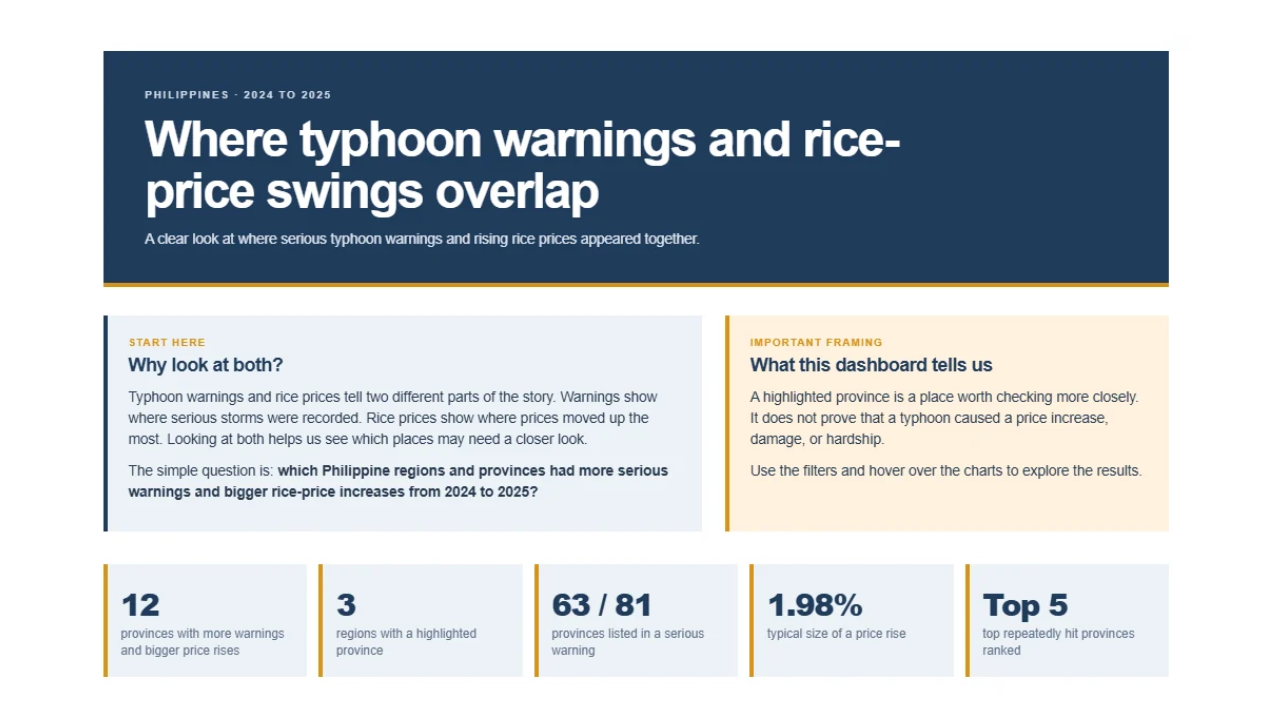 PHILIPPINES · 2024 TO 2025
Where typhoon warnings and rice-
price swings overlap
A clear look at where serious typhoon warnings and rising rice prices appeared together.
START HERE
Why look at both?
Typhoon warnings and rice prices tell two different parts of the story. Warnings show
where serious storms were recorded. Rice prices show where prices moved up the
most. Looking at both helps us see which places may need a closer look.
The simple question is: which Philippine regions and provinces had more serious
warnings and bigger rice-price increases from 2024 to 2025?
IMPORTANT FRAMING
What this dashboard tells us
A highlighted province is a place worth checking more closely.
It does not prove that a typhoon caused a price increase,
damage, or hardship.
Use the filters and hover over the charts to explore the results.
12
provinces with more warnings
and bigger price rises
3
regions with a highlighted
province
63 / 81
provinces listed in a serious
warning
1.98%
typical size of a price rise
Top 5
top repeatedly hit provinces
ranked